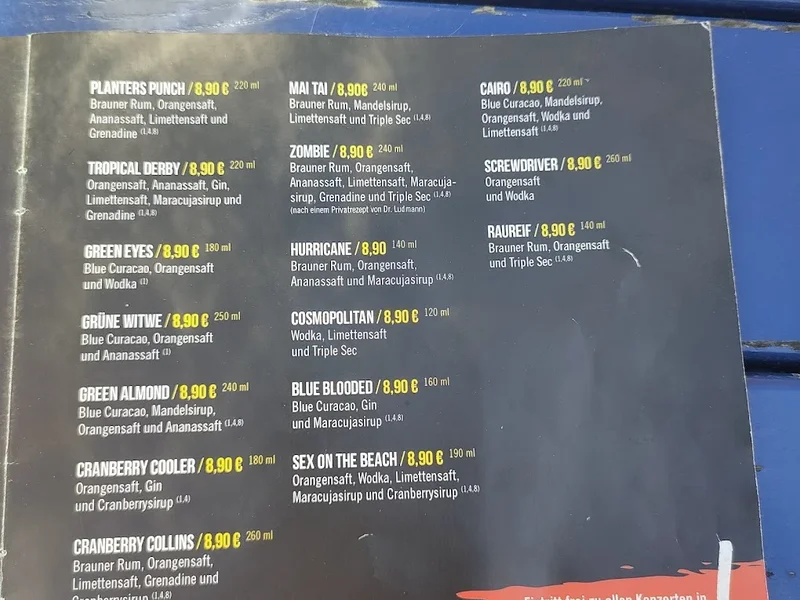 PLANTERS PUNCH / 8,90 € 220 ml
Brauner Rum, Orangensaft,
Ananassaft, Limettensaft und
Grenadine (1,4,8)
TROPICAL DERBY / 8,90 € 220 ml
Orangensaft, Ananassaft, Gin,
Limettensaft, Maracujasirup und
Grenadine (1,4,8)
GREEN EYES / 8,90 € 180 ml
Blue Curacao, Orangensaft
und Wodka (1)
GRÜNE WITWE / 8,90 € 250 ml
Blue Curacao, Orangensaft
und Ananassaft (1)
GREEN ALMOND / 8,90 € 240 ml
Blue Curacao, Mandelsirup,
Orangensaft und Ananassaft (1,4,8)
CRANBERRY COOLER / 8,90 € 180 ml
Orangensaft, Gin
und Cranberrysirup (1,4)
CRANBERRY COLLINS / 8,90 € 260 ml
Brauner Rum, Orangensaft,
Limettensaft, Grenadine und
Cranberrysirup (1,4,8)
MAI TAI / 8,90€ 240 ml
Brauner Rum, Mandelsirup,
Limettensaft und Triple Sec (1,4,8)
ZOMBIE / 8,90 € 240 ml
Brauner Rum, Orangensaft,
Ananassaft, Limettensaft, Maracuja-
sirup, Grenadine und Triple Sec (1,4,8)
(nach einem Privatrezept von Dr. Ludmann)
HURRICANE / 8,90 140 ml
Brauner Rum, Orangensaft,
Ananassaft und Maracujasirup (1,4,8)
COSMOPOLITAN / 8,90 € 120 ml
Wodka, Limettensaft
und Triple Sec
BLUE BLOODED / 8,90 € 160 ml
Blue Curacao, Gin
und Maracujasirup (1,4,8)
SEX ON THE BEACH / 8,90 € 190 ml
Orangensaft, Wodka, Limettensaft,
Maracujasirup und Cranberrysirup (1,4,8)
CAIRO / 8,90 € 220 ml
Blue Curacao, Mandelsirup,
Orangensaft, Wodka und
Limettensaft (1,4,8)
SCREWDRIVER / 8,90 € 260 ml
Orangensaft
und Wodka
RAUREIF / 8,90 € 140 ml
Brauner Rum, Orangensaft
und Triple Sec (1,4,8)
Eintritt frei zu allen Konzerten in